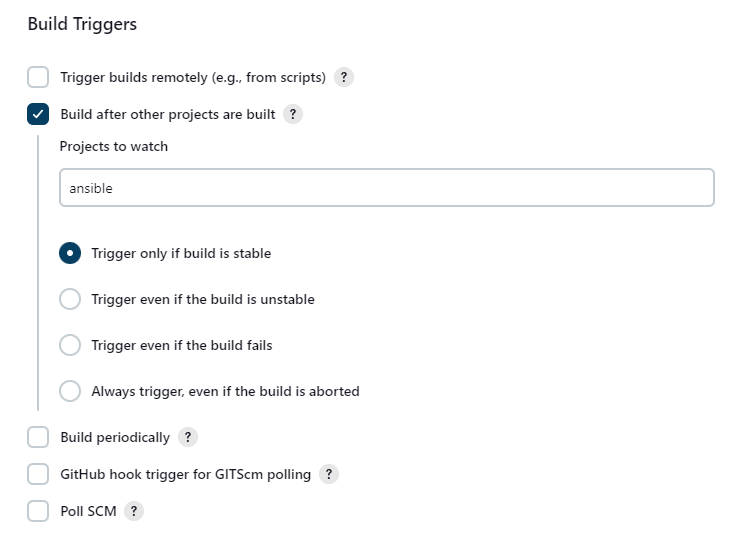 Build Triggers
Trigger builds remotely (e.g., from scripts) ?
Build after other projects are built ?
Projects to watch
ansible
Trigger only if build is stable
Trigger even if the build is unstable
Trigger even if the build fails
Always trigger, even if the build is aborted
Build periodically ?
GitHub hook trigger for GITScm polling ?
Poll SCM ?